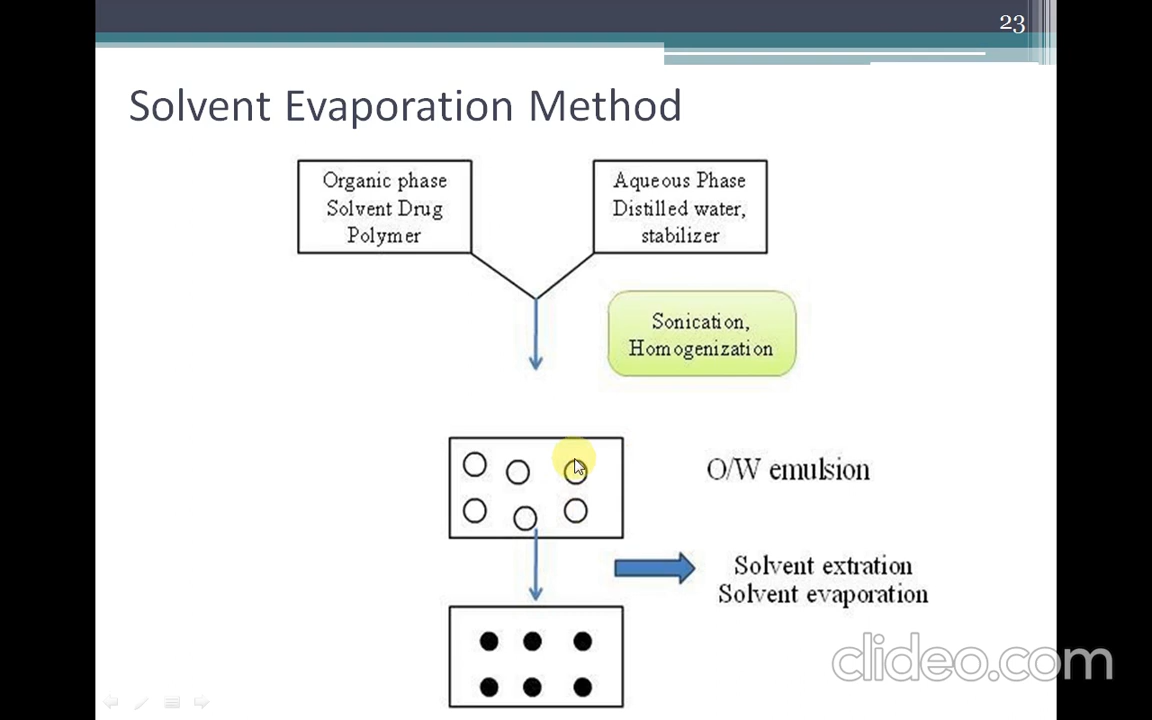 23
Solvent Evaporation Method
Organic phase
Solvent Drug
Polymer
Aqueous Phase
Distilled water,
stabilizer
Sonication,
Homogenization
O/W emulsion
Solvent extration
Solvent evaporation
clideo.com